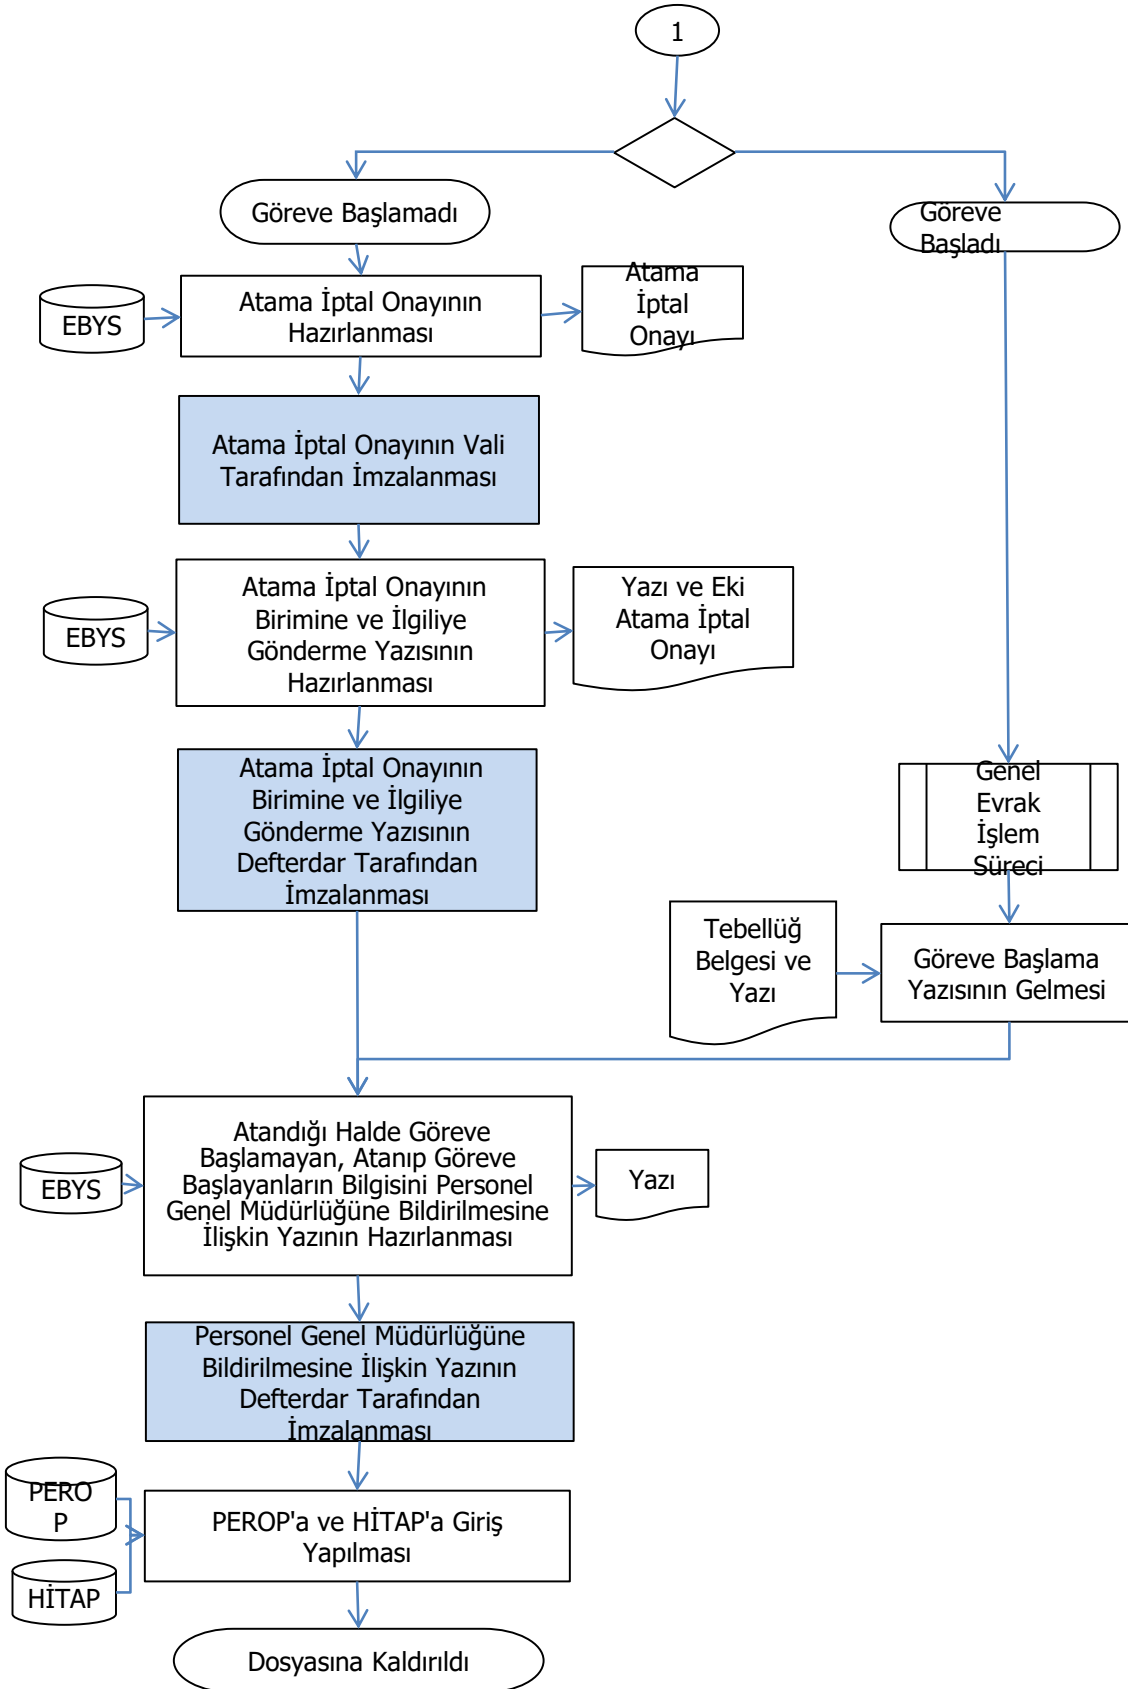 1
Göreve Başlamadı
Göreve
Başladı
EBYS
Atama İptal Onayının
Hazırlanması
Atama
İptal
Onayı
Atama İptal Onayının Vali
Tarafından İmzalanması
EBYS
Atama İptal Onayının
Birimine ve İlgiliye
Gönderme Yazısının
Hazırlanması
Yazı ve Eki
Atama İptal
Onayı
Atama İptal Onayının
Birimine ve İlgiliye
Gönderme Yazısının
Defterdar Tarafından
İmzalanması
Genel
Evrak
İşlem
Süreci
Tebellüğ
Belgesi ve
Yazı
Göreve Başlama
Yazısının Gelmesi
EBYS
Atandığı Halde Göreve
Başlamayan, Atanıp Göreve
Başlayanların Bilgisini Personel
Genel Müdürlüğüne Bildirilmesine
İlişkin Yazının Hazırlanması
Yazı
Personel Genel Müdürlüğüne
Bildirilmesine İlişkin Yazının
Defterdar Tarafından
İmzalanması
PERO
P
HİTAP
PEROP'a ve HİTAP'a Giriş
Yapılması
Dosyasına Kaldırıldı